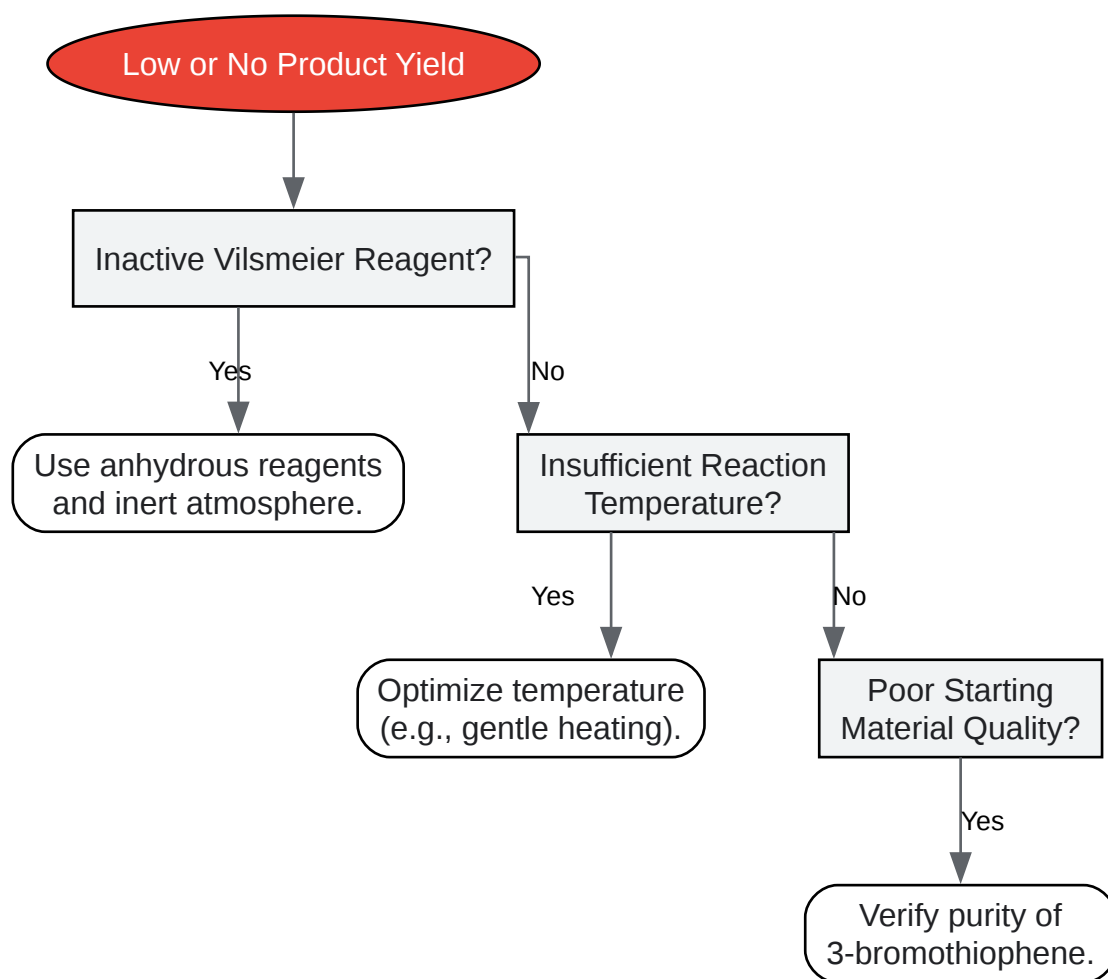 Low or No Product Yield
Inactive Vilsmeier Reagent?
Yes
No
Use anhydrous reagents
and inert atmosphere.
Insufficient Reaction
Temperature?
Yes
No
Optimize temperature
(e.g., gentle heating).
Poor Starting
Material Quality?
Yes
Verify purity of
3-bromothiophene.